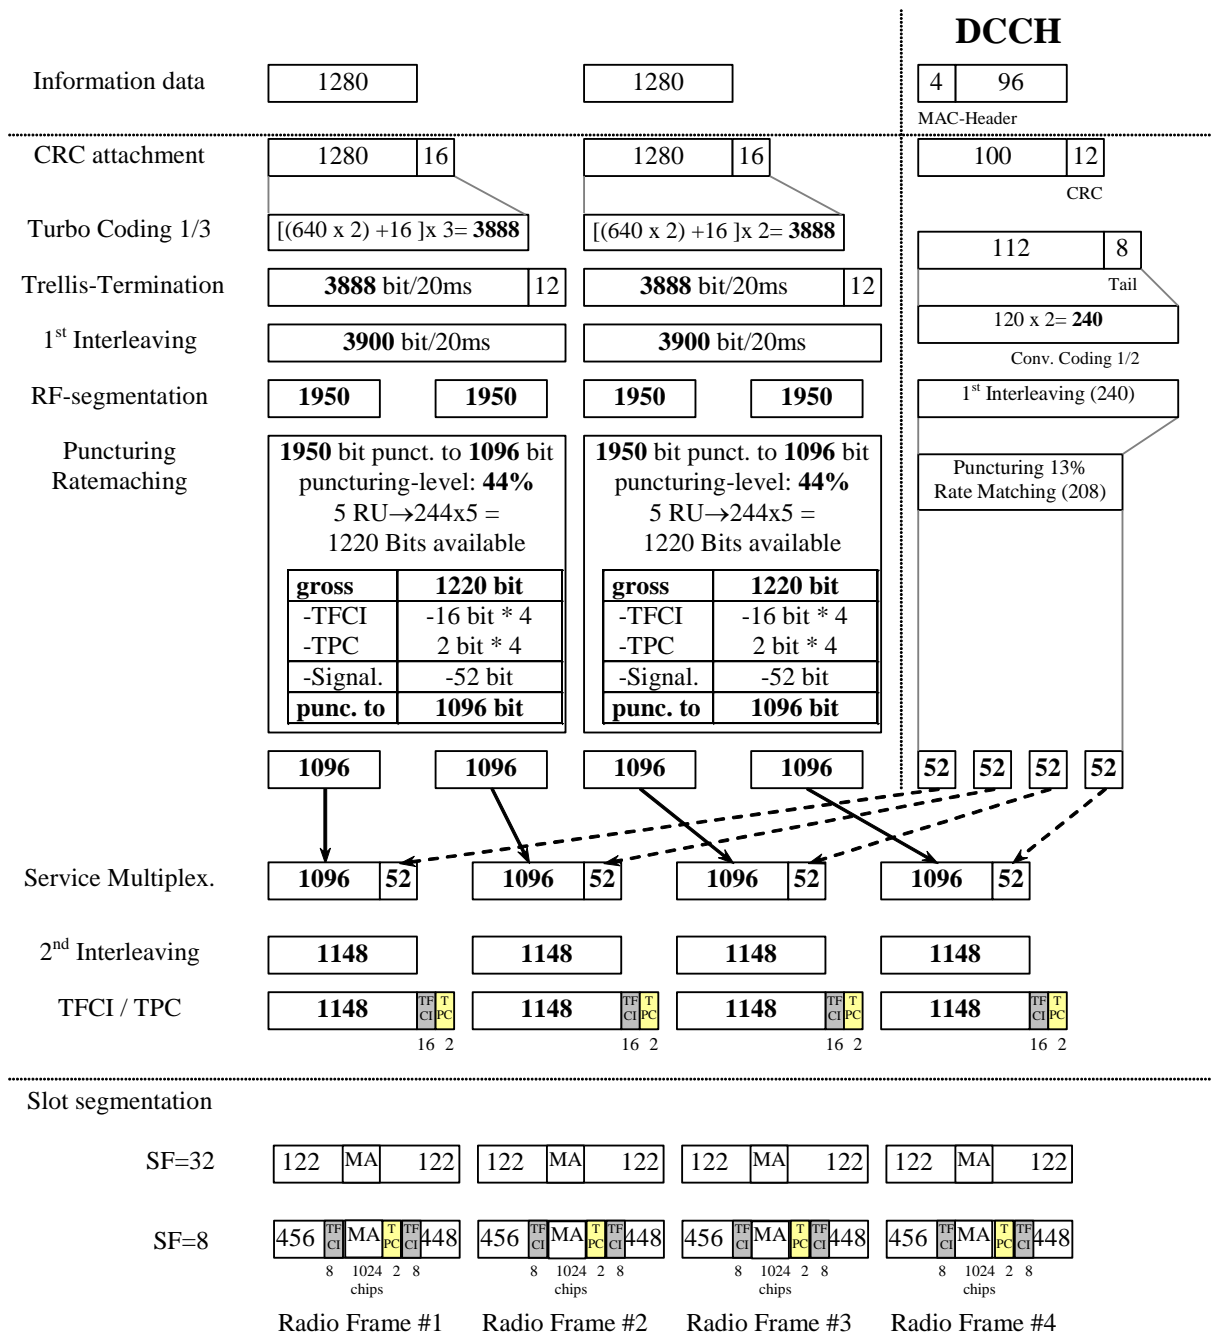 DCCH
Information data 1280 1280 4 96
MAC-Header
CRC attachment 1280 16 1280 16 100 12
CRC
Turbo Coding 1/3 [(640 x 2) +16 ]x 3= 3888 [(640 x 2) +16 ]x 2= 3888
112 8
Tail
Trellis-Termination 3888 bit/20ms 12 3888 bit/20ms 12
120 x 2= 240
Conv. Coding 1/2
1st Interleaving 3900 bit/20ms 3900 bit/20ms
RF-segmentation 1950 1950 1950 1950 1st Interleaving (240)
Puncturing 1950 bit punct. to 1096 bit 1950 bit punct. to 1096 bit
Ratemaching puncturing-level: 44% puncturing-level: 44%
Puncturing 13%
Rate Matching (208)
5 RU→244x5 = 5 RU→244x5 =
1220 Bits available 1220 Bits available
gross 1220 bit gross 1220 bit
-TFCI -16 bit * 4 -TFCI -16 bit * 4
-TPC 2 bit * 4 -TPC 2 bit * 4
-Signal. -52 bit -Signal. -52 bit
punc. to 1096 bit punc. to 1096 bit
1096 1096 1096 1096 52 52 52 52
Service Multiplex. 1096 52 1096 52 1096 52 1096 52
2nd Interleaving 1148 1148 1148 1148
TFCI / TPC 1148 TF CI T PC 1148 TF CI T PC 1148 TF CI T PC 1148 TF CI T PC
16 2 16 2 16 2 16 2
Slot segmentation
SF=32 122 MA 122 122 MA 122 122 MA 122 122 MA 122
SF=8 456 TF CI MA T PC TF CI 448 456 TF CI MA T PC TF CI 448 456 TF CI MA T PC TF CI 448 456 TF CI MA T PC TF CI 448
8 1024 2 8 8 1024 2 8 8 1024 2 8 8 1024 2 8
chips chips chips chips
Radio Frame #1 Radio Frame #2 Radio Frame #3 Radio Frame #4